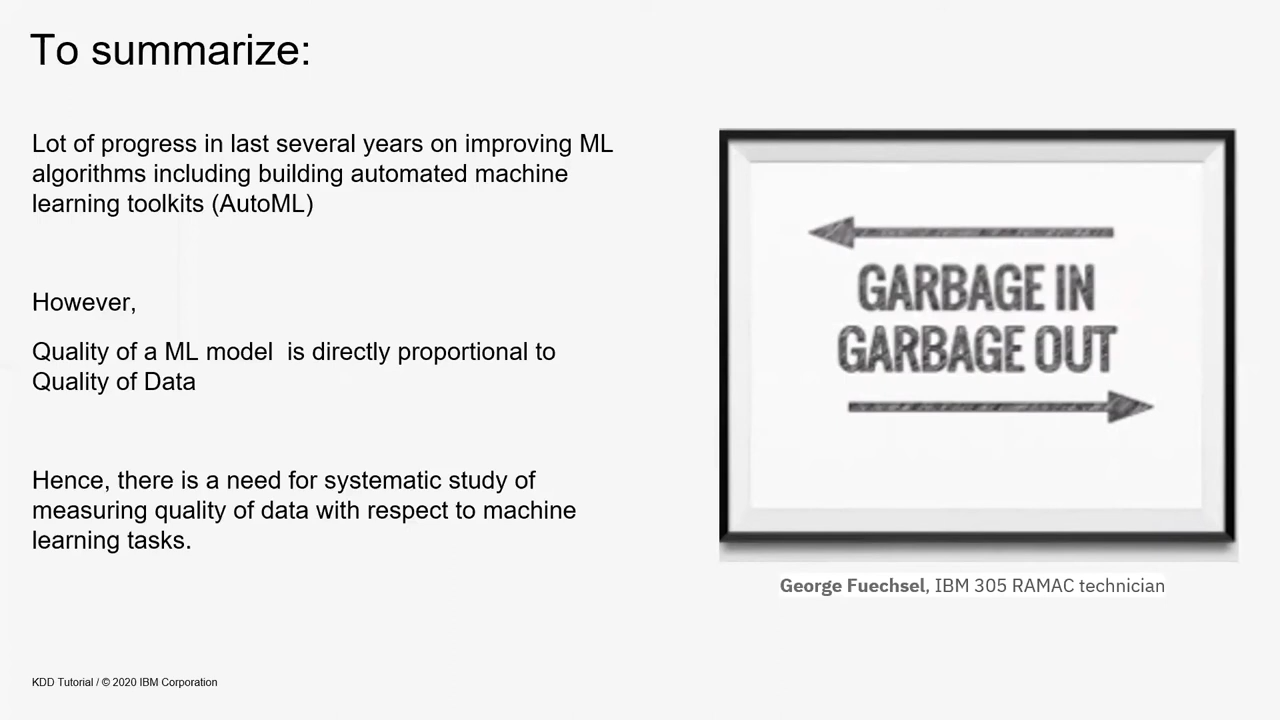 To summarize:
Lot of progress in last several years on improving ML
algorithms including building automated machine
learning toolkits (AutoML)
However,
Quality of a ML model  is directly proportional to
Quality of Data
Hence, there is a need for systematic study of
measuring quality of data with respect to machine
learning tasks.
GARBAGE IN
GARBAGE OUT
George Fuechsel, IBM 305 RAMAC technician
KDD Tutorial / © 2020 IBM Corporation